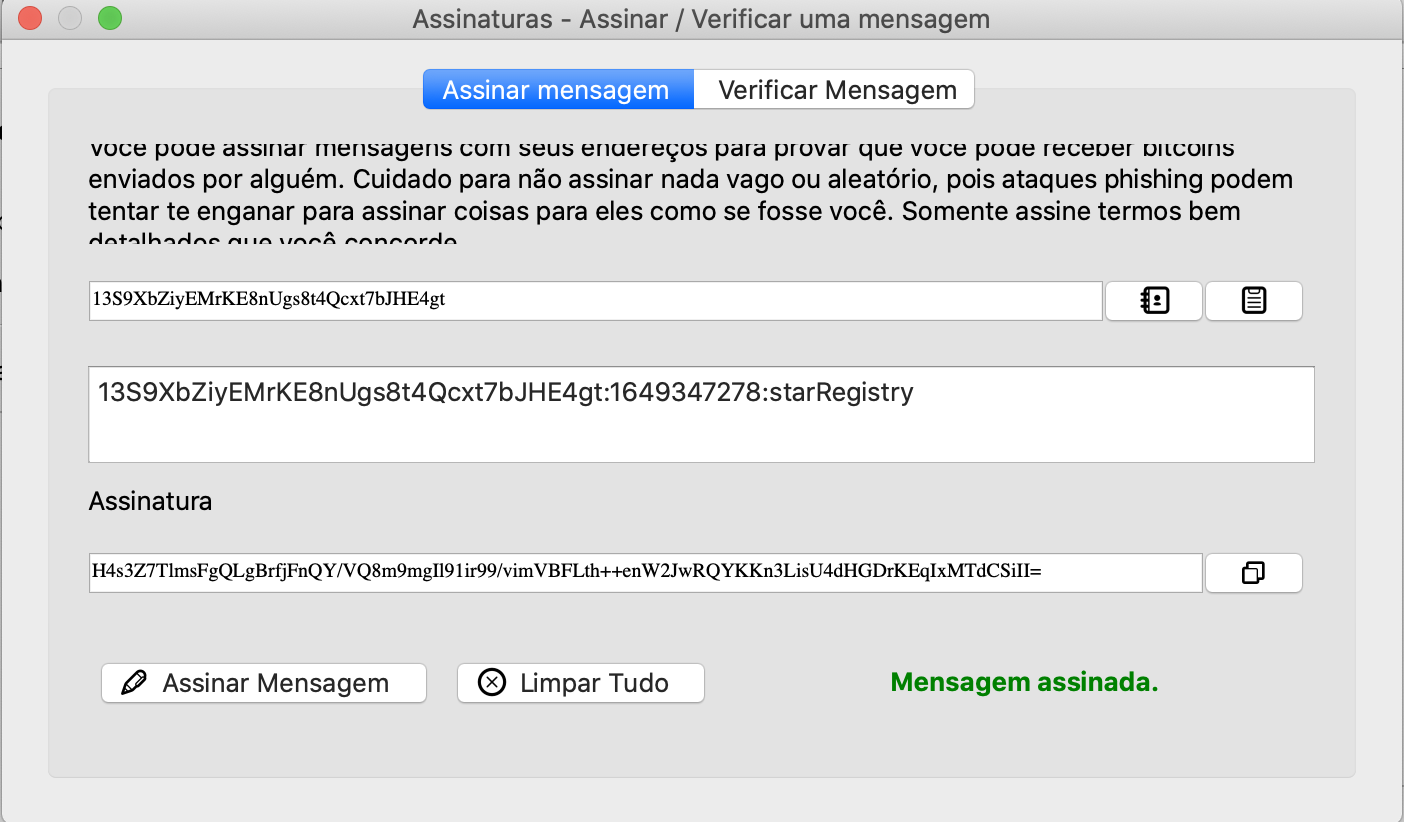 Assinaturas - Assinar / Verificar uma mensagem
Assinar mensagem Verificar Mensagem
Você pode assinar mensagens com seus endereços para provar que você pode receber bitcoins
enviados por alguém. Cuidado para não assinar nada vago ou aleatório, pois ataques phishing podem
tentar te enganar para assinar coisas para eles como se fosse você. Somente assine termos bem
detalhados que você concorde.
13S9XbZiyEMrKE8nUgs8t4Qcxt7bJHE4gt
13S9XbZiyEMrKE8nUgs8t4Qcxt7bJHE4gt:1649347278:starRegistry
Assinatura
H4s3Z7TlmsFgQLgBrfjFnQY/VQ8m9mgIl91ir99/vimVBFLth++enW2JwRQYKKn3LisU4dHGDrKEqIxMTdCSiII=
Assinar Mensagem Limpar Tudo Mensagem assinada.